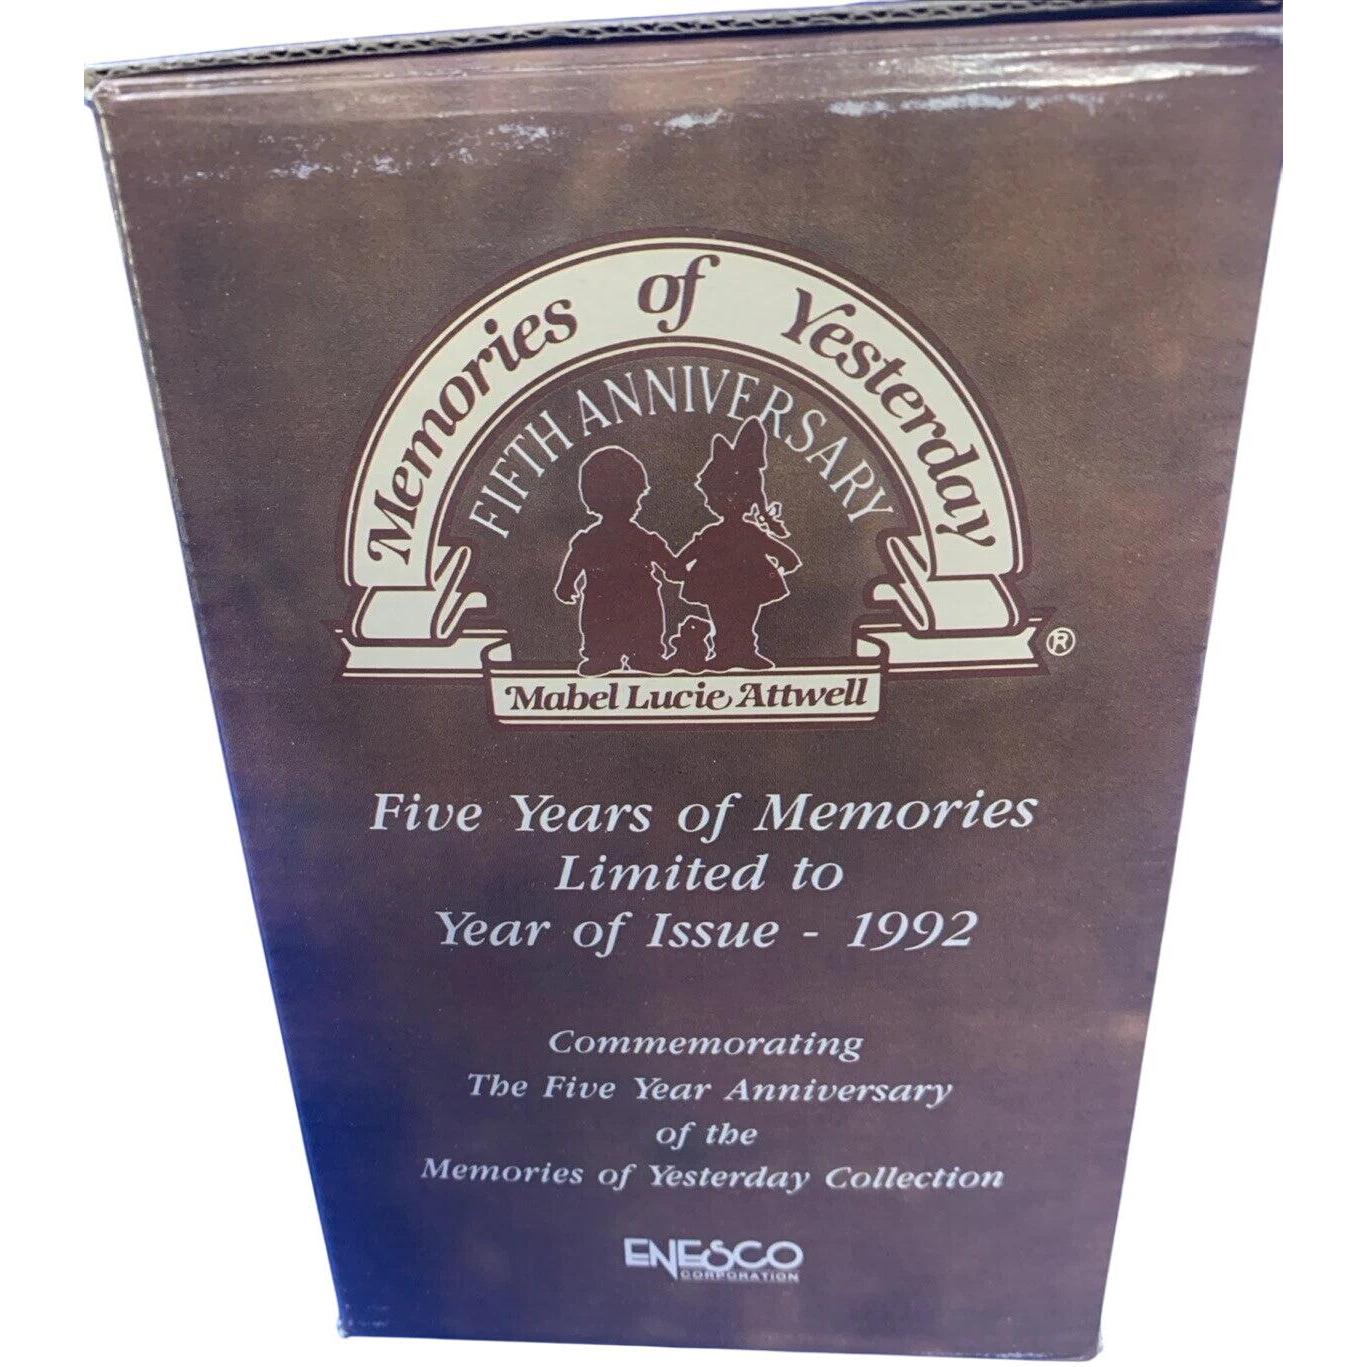 Memories of Yesterday
FIFTH ANNIVERSARY
®
Mabel Lucie Attwell
Five Years of Memories
Limited to
Year of Issue - 1992
Commemorating
The Five Year Anniversary
of the
Memories of Yesterday Collection
ENESCO
CORPORATION